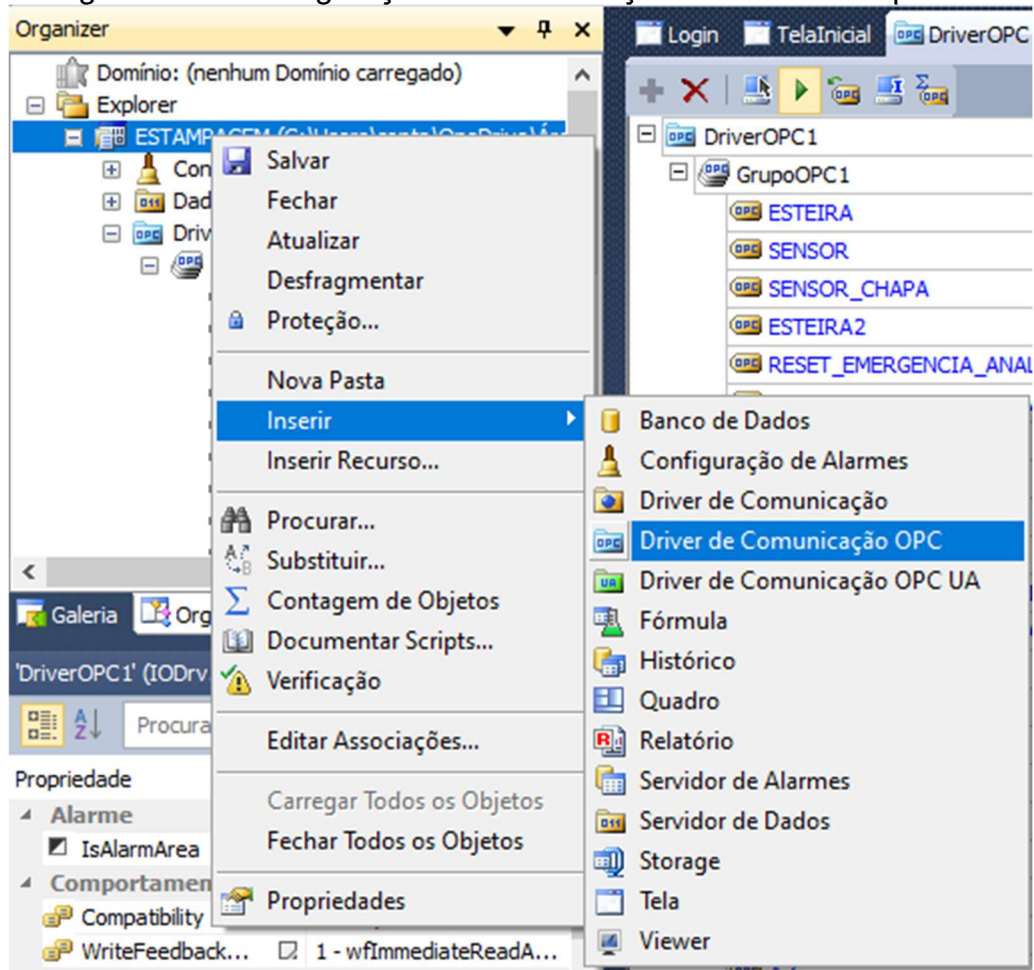 Organizer
Domínio: (nenhum Domínio carregado)
Explorer
Con
Dad
Driv
Salvar
Fechar
Atualizar
Desfragmentar
Proteção...
Nova Pasta
Inserir
Inserir Recurso...
Procurar...
Substituir...
Contagem de Objetos
Documentar Scripts...
Verificação
Editar Associações...
Carregar Todos os Objetos
Fechar Todos os Objetos
Propriedades
Login TelaInicial DriverOPC
DriverOPC1
GrupoOPC1
ESTEIRA
SENSOR
SENSOR_CHAPA
ESTEIRA2
RESET_EMERGENCIA_ANAL
Banco de Dados
Configuração de Alarmes
Driver de Comunicação
Driver de Comunicação OPC
Driver de Comunicação OPC UA
Fórmula
Histórico
Quadro
Relatório
Servidor de Alarmes
Servidor de Dados
Storage
Tela
Viewer
Galeria Org
'DriverOPC1' (IODrv
Procura
Propriedade
Alarme
IsAlarmArea
Comportamen
Compatibility
WriteFeedback... 1 - wfImmediateReadA...